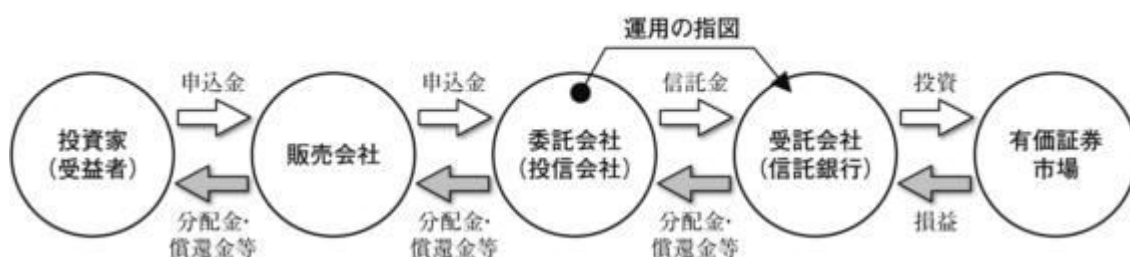 運用の指図
申込金
申込金
信託金
投資
投資家
(受益者)
販売会社
委託会社
(投信会社)
受託会社
(信託銀行)
有価証券
市場
分配金・
償還金等
分配金・
償還金等
分配金・
償還金等
損益